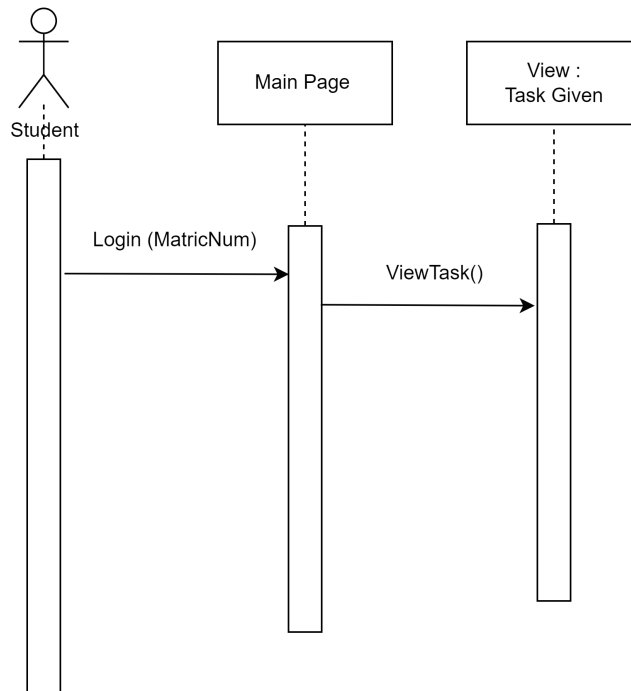 Student
Main Page
View :
Task Given
Login (MatricNum)
ViewTask()